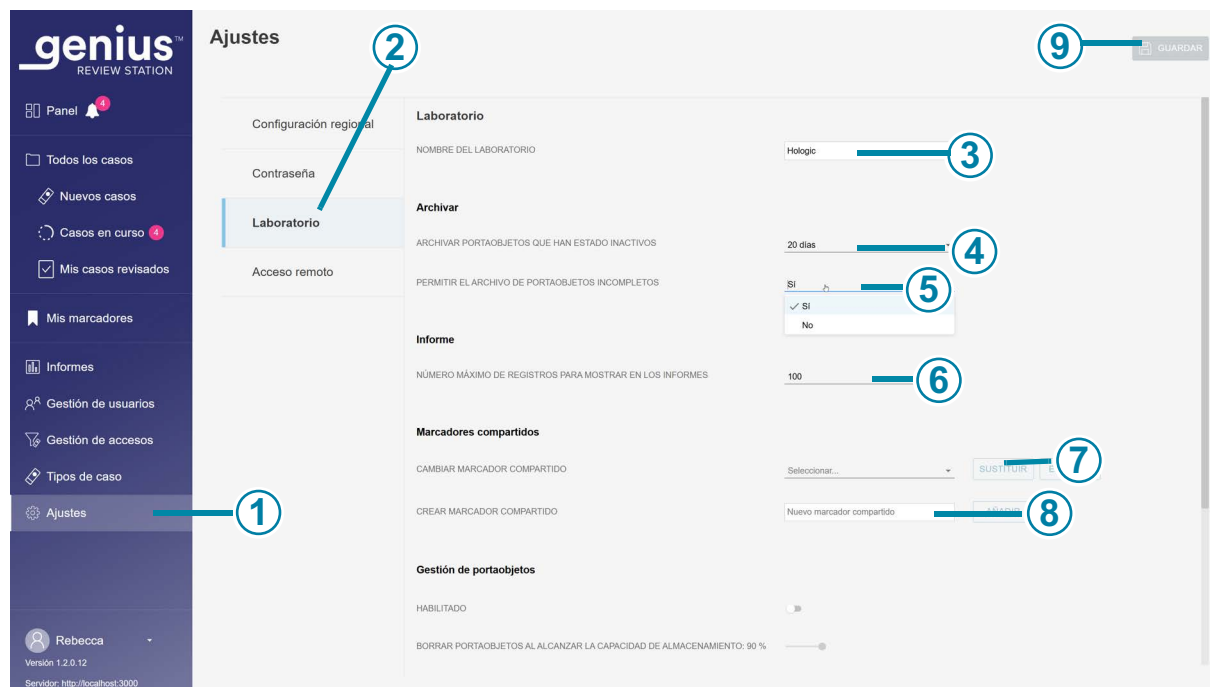 genius™
REVIEW STATION
Panel 4
Todos los casos
Nuevos casos
Casos en curso 4
Mis casos revisados
Mis marcadores
Informes
Gestión de usuarios
Gestión de accesos
Tipos de caso
Ajustes
1
Rebecca
Versión 1.2.0.12
Servidor: http://localhost:3000
Ajustes
2
9
GUARDAR
Configuración regional
Contraseña
Laboratorio
Acceso remoto
Laboratorio
NOMBRE DEL LABORATORIO
Hologic
3
Archivar
ARCHIVAR PORTAOBJETOS QUE HAN ESTADO INACTIVOS
20 días
4
PERMITIR EL ARCHIVO DE PORTAOBJETOS INCOMPLETOS
Sí
5
Sí
No
Informe
NÚMERO MÁXIMO DE REGISTROS PARA MOSTRAR EN LOS INFORMES
100
6
Marcadores compartidos
CAMBIAR MARCADOR COMPARTIDO
Seleccionar...
SUSTITUIR
7
CREAR MARCADOR COMPARTIDO
Nuevo marcador compartido
AÑADIR
8
Gestión de portaobjetos
HABILITADO
BORRAR PORTAOBJETOS AL ALCANZAR LA CAPACIDAD DE ALMACENAMIENTO: 90 %